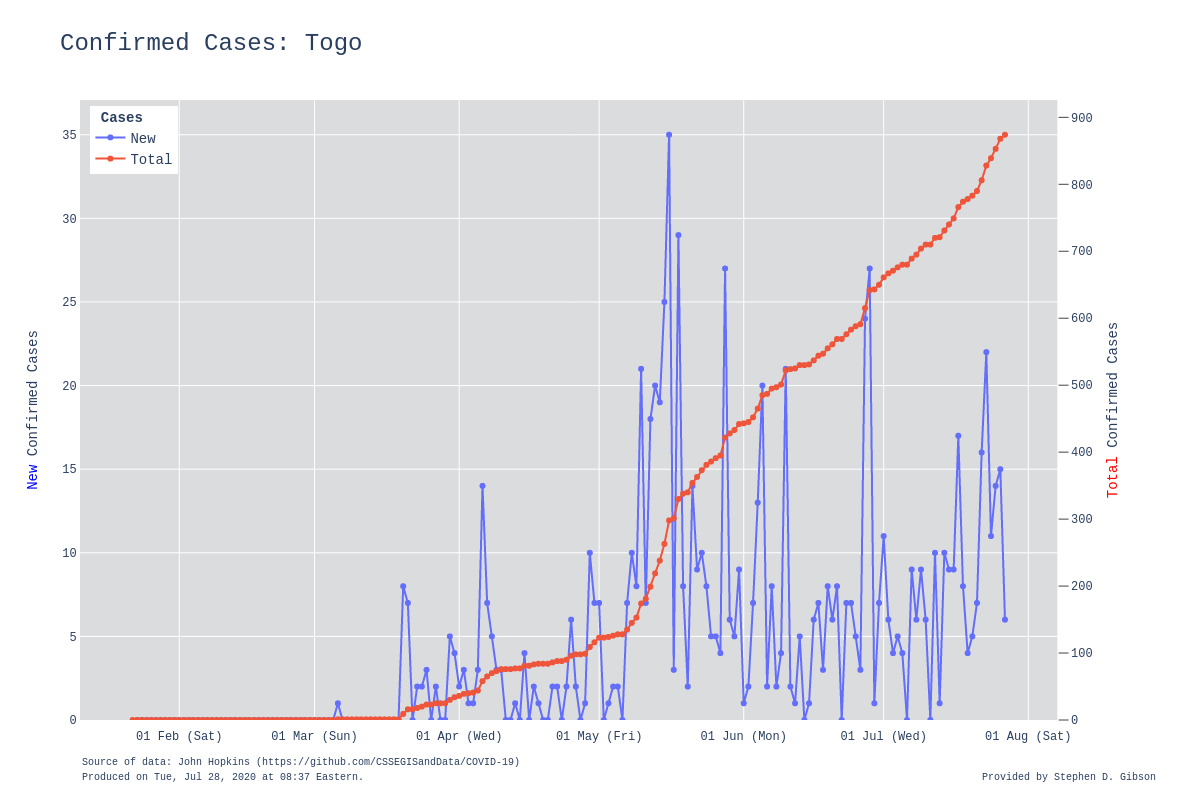 Confirmed Cases: Togo
Cases
New
Total
35
30
25
20
15
10
5
0
900
800
700
600
500
400
300
200
100
0
New Confirmed Cases
Total Confirmed Cases
01 Feb (Sat)
01 Mar (Sun)
01 Apr (Wed)
01 May (Fri)
01 Jun (Mon)
01 Jul (Wed)
01 Aug (Sat)
Source of data: John Hopkins (https://github.com/CSSEGISandData/COVID-19)
Produced on Tue, Jul 28, 2020 at 08:37 Eastern.
Provided by Stephen D. Gibson